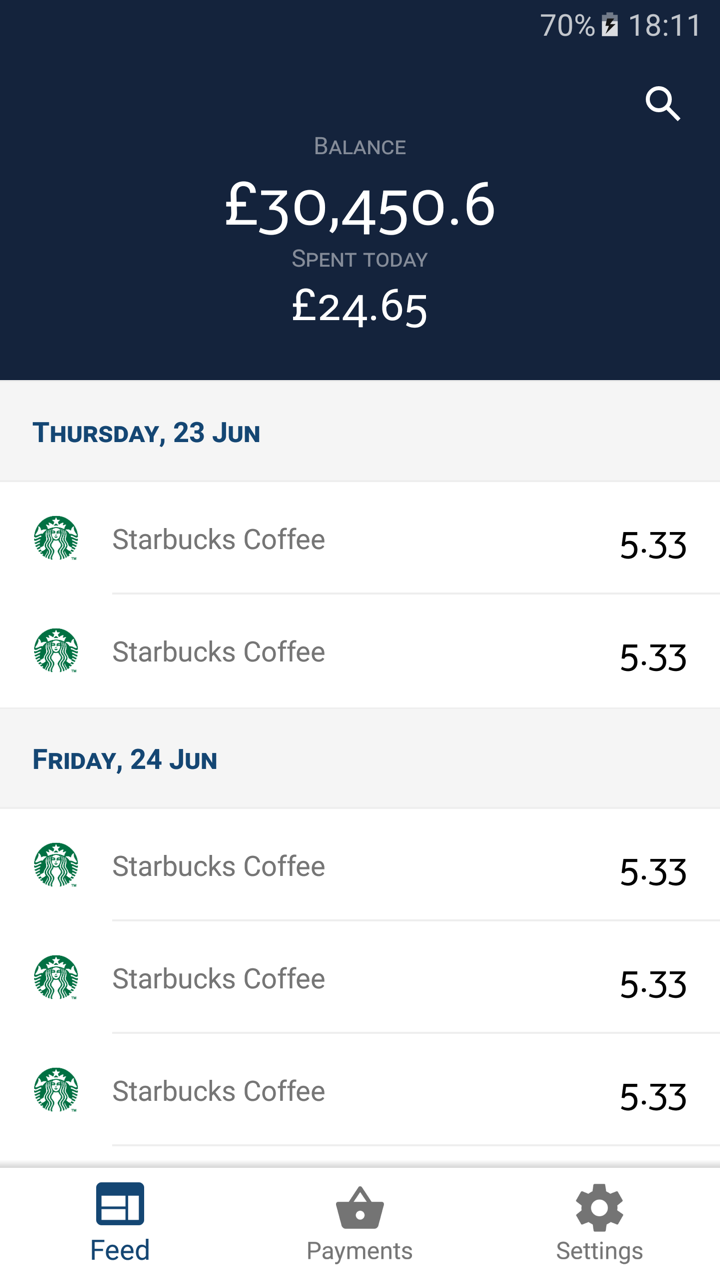 70% 18:11
Balance
£30,450.6
Spent today
£24.65
Thursday, 23 Jun
Starbucks Coffee 5.33
Starbucks Coffee 5.33
Friday, 24 Jun
Starbucks Coffee 5.33
Starbucks Coffee 5.33
Starbucks Coffee 5.33
Feed Payments Settings